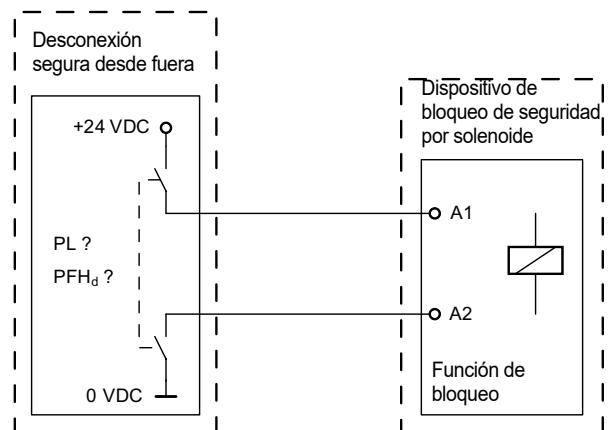 Desconexión
segura desde fuera
+24 VDC
PL ?
PFHd ?
0 VDC
Dispositivo de
bloqueo de seguridad
por solenoide
A1
A2
Función de
bloqueo